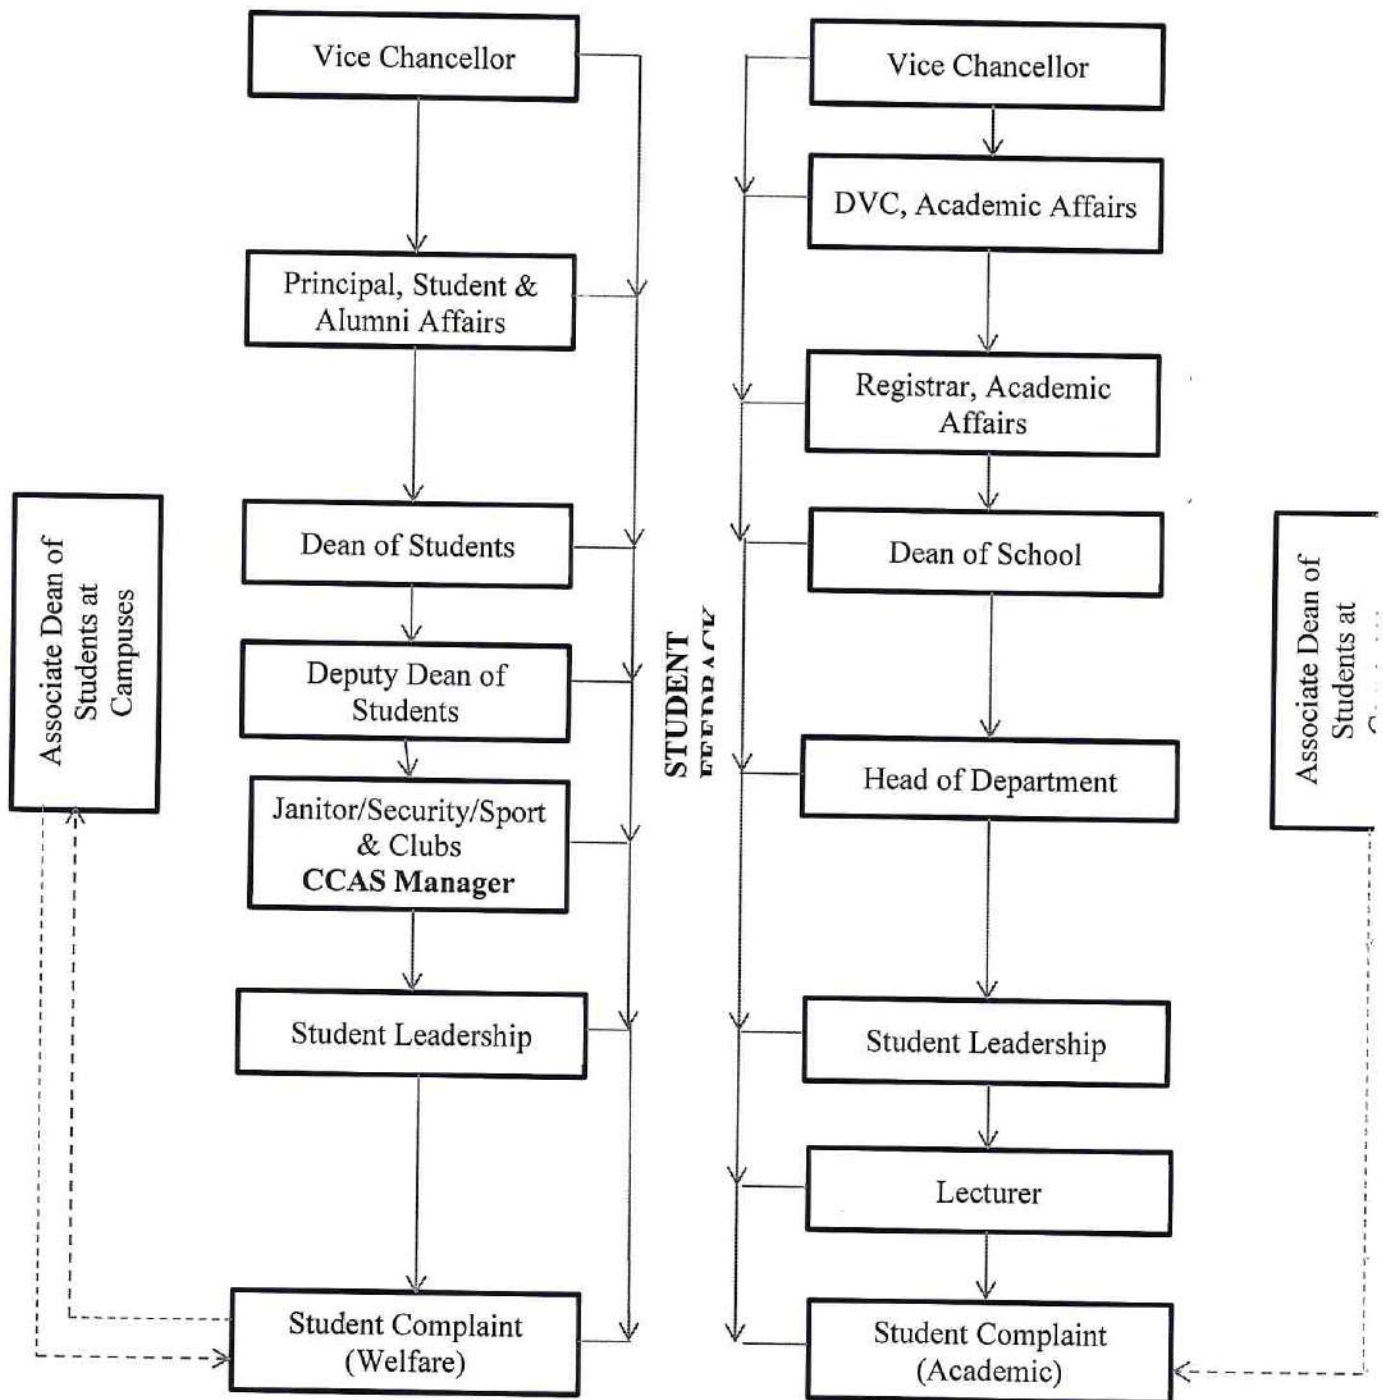 Vice Chancellor
Principal, Student &
Alumni Affairs
Dean of Students
Deputy Dean of
Students
Janitor/Security/Sport
& Clubs
CCAS Manager
Student Leadership
Student Complaint
(Welfare)
Associate Dean of
Students at
Campuses
STUDENT
Vice Chancellor
DVC, Academic Affairs
Registrar, Academic
Affairs
Dean of School
Head of Department
Student Leadership
Lecturer
Student Complaint
(Academic)
Associate Dean of
Students at